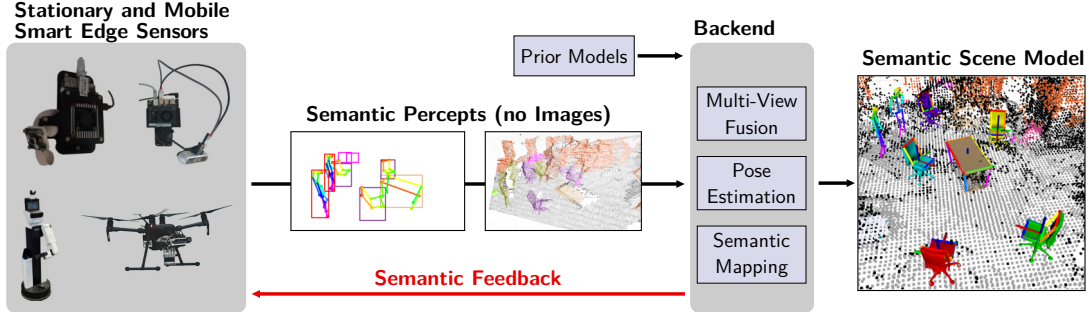 Stationary and Mobile
Smart Edge Sensors
Semantic Percepts (no Images)
Prior Models
Backend
Multi-View
Fusion
Pose
Estimation
Semantic
Mapping
Semantic Feedback
Semantic Scene Model